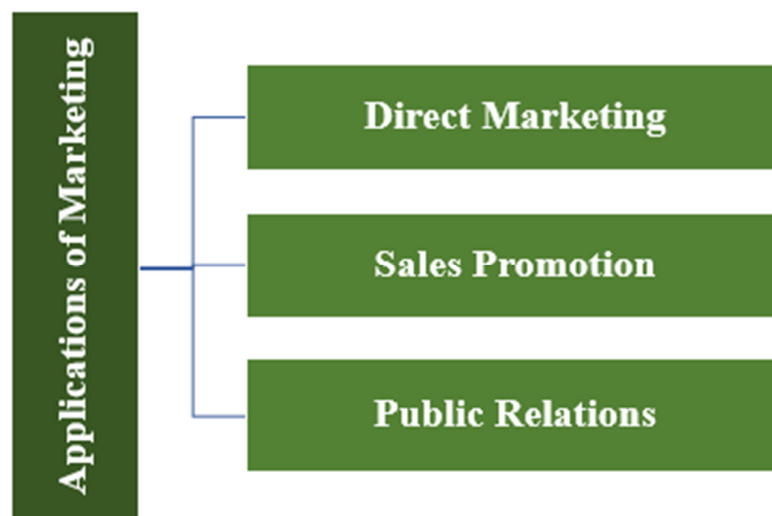 Applications of Marketing
Direct Marketing
Sales Promotion
Public Relations